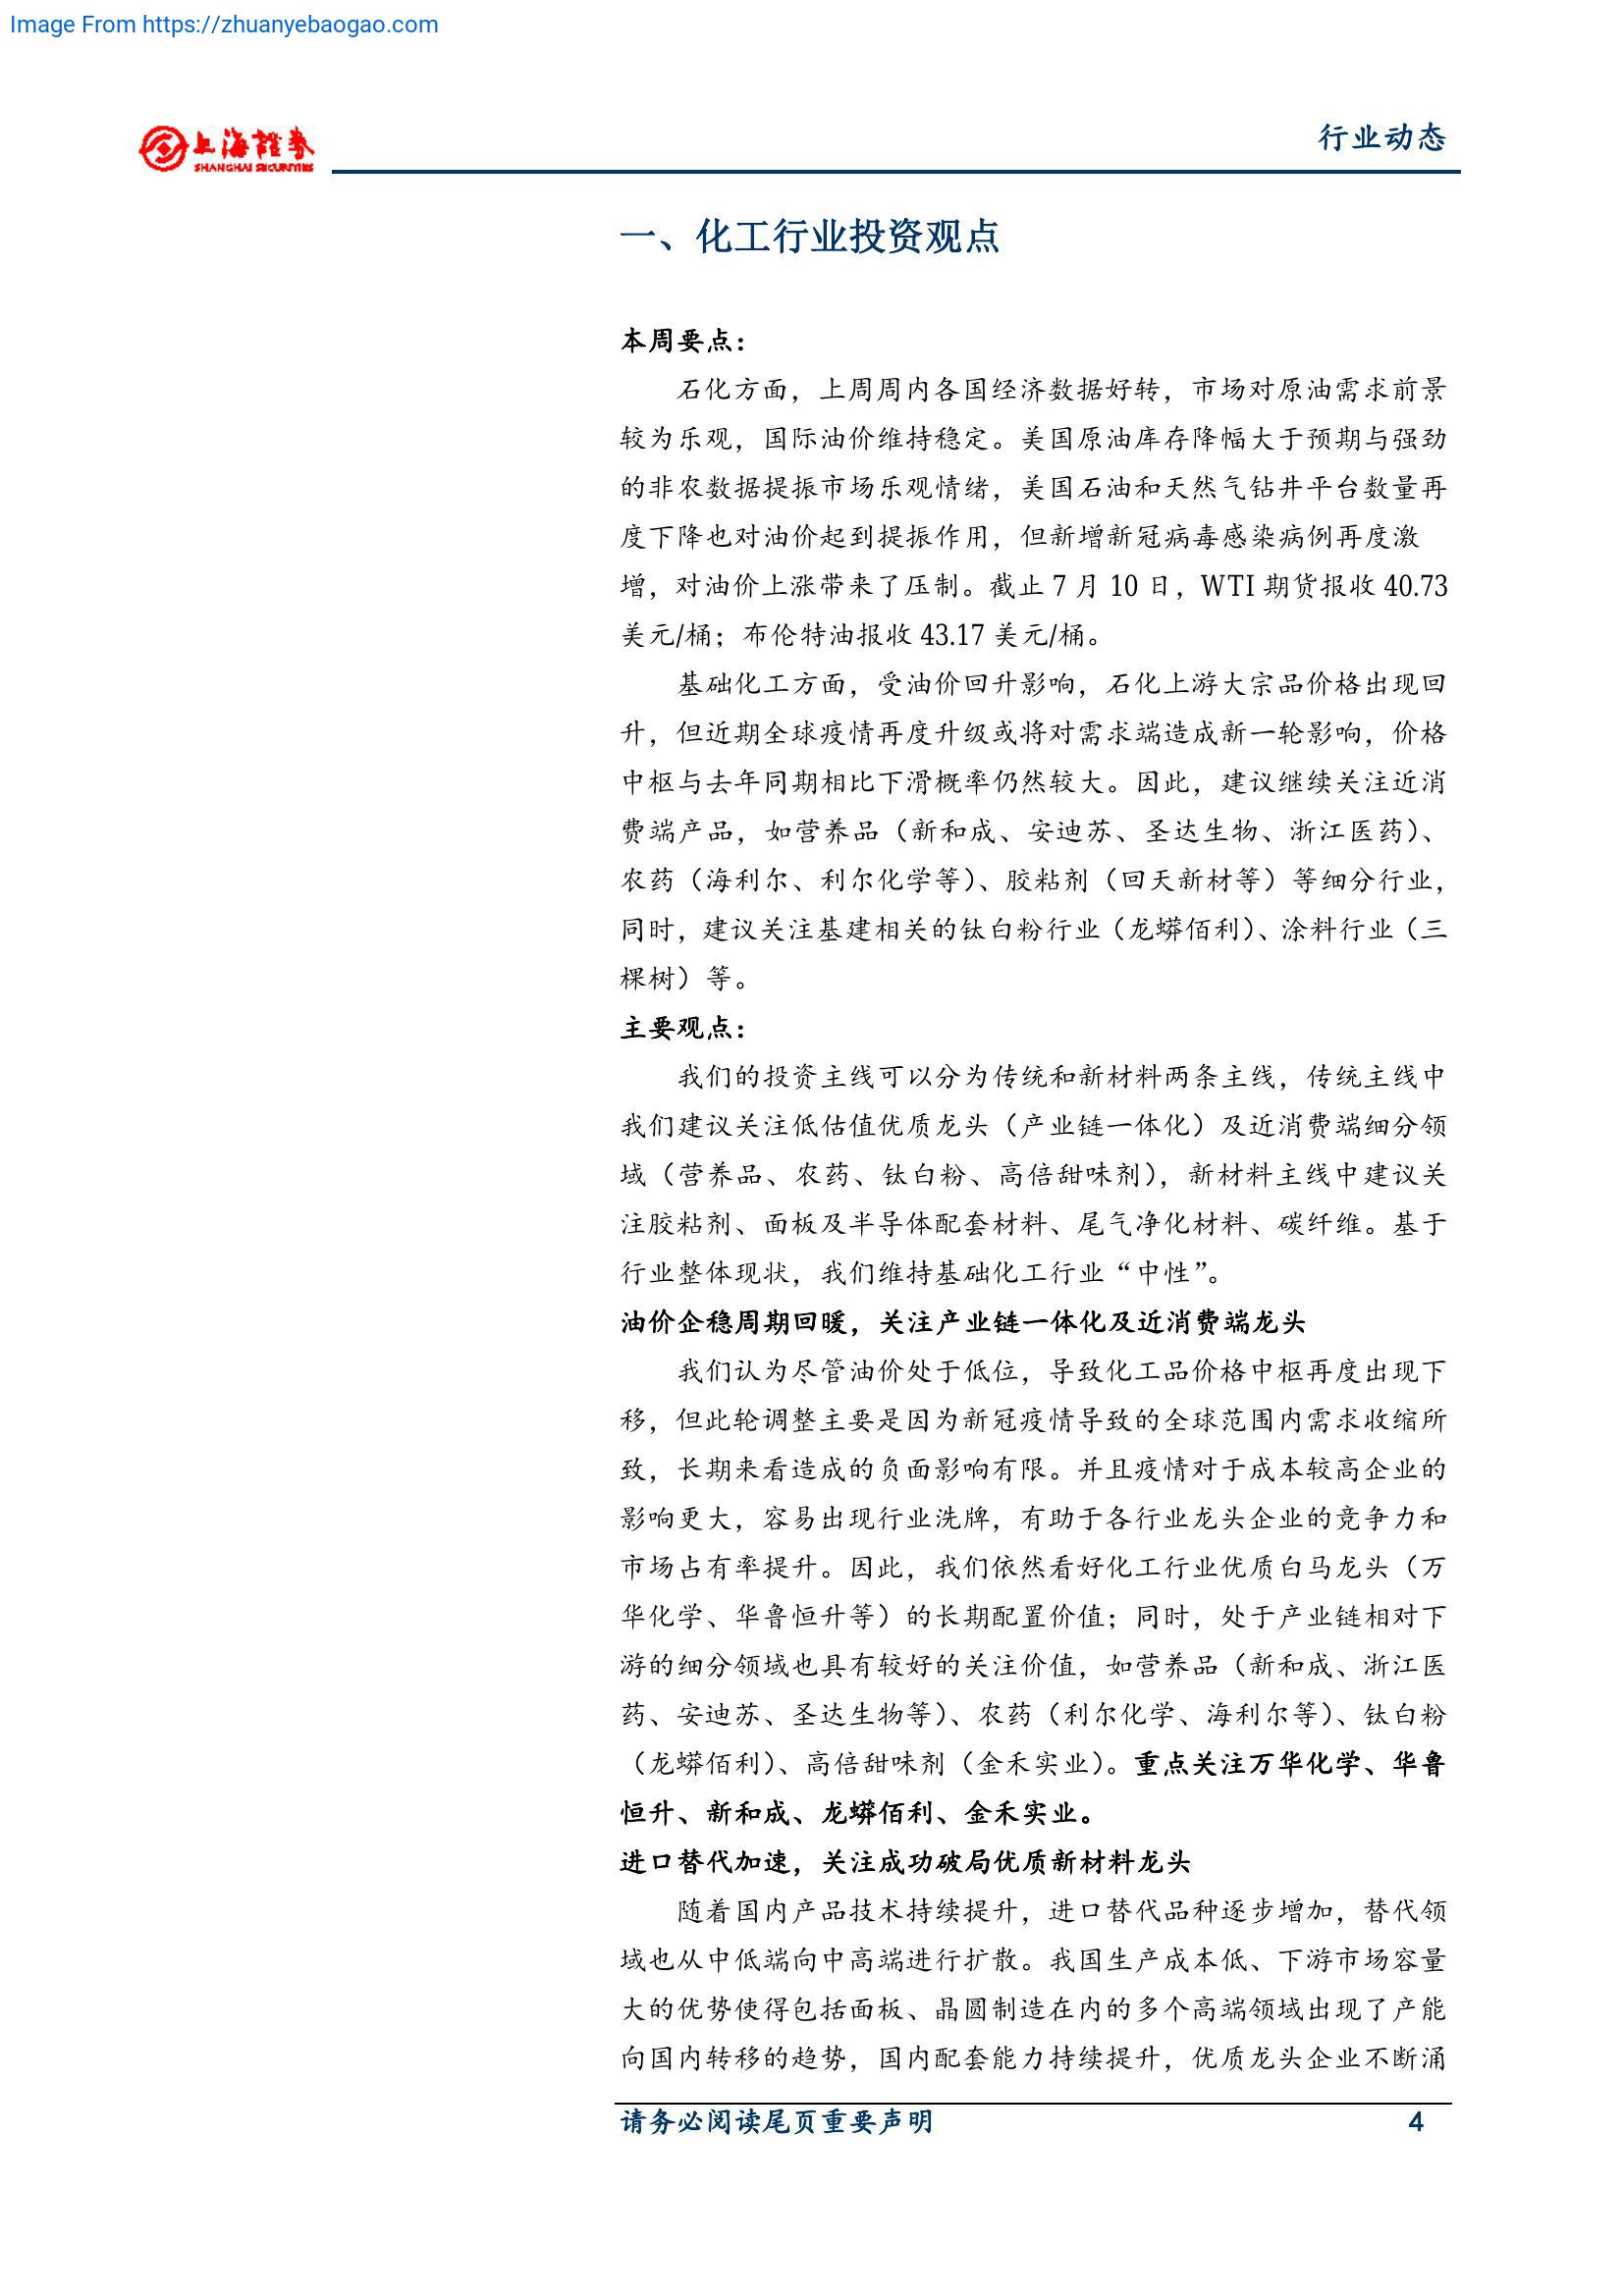 Image From https://zhuanyebaogao.com
上海證券
SHANGHAI SECURITIES
行业动态
一、化工行业投资观点
本周要点：
石化方面，上周周内各国经济数据好转，市场对原油需求前景
较为乐观，国际油价维持稳定。美国原油库存降幅大于预期与强劲
的非农数据提振市场乐观情绪，美国石油和天然气钻井平台数量再
度下降也对油价起到提振作用，但新增新冠病毒感染病例再度激
增，对油价上涨带来了压制。截止 7 月 10 日，WTI 期货报收 40.73
美元/桶；布伦特油报收 43.17 美元/桶。
基础化工方面，受油价回升影响，石化上游大宗品价格出现回
升，但近期全球疫情再度升级或将对需求端造成新一轮影响，价格
中枢与去年同期相比下滑概率仍然较大。因此，建议继续关注近消
费端产品，如营养品（新和成、安迪苏、圣达生物、浙江医药）、
农药（海利尔、利尔化学等）、胶粘剂（回天新材等）等细分行业，
同时，建议关注基建相关的钛白粉行业（龙蟒佰利）、涂料行业（三
棵树）等。
主要观点：
我们的投资主线可以分为传统和新材料两条主线，传统主线中
我们建议关注低估值优质龙头（产业链一体化）及近消费端细分领
域（营养品、农药、钛白粉、高倍甜味剂），新材料主线中建议关
注胶粘剂、面板及半导体配套材料、尾气净化材料、碳纤维。基于
行业整体现状，我们维持基础化工行业“中性”。
油价企稳周期回暖，关注产业链一体化及近消费端龙头
我们认为尽管油价处于低位，导致化工品价格中枢再度出现下
移，但此轮调整主要是因为新冠疫情导致的全球范围内需求收缩所
致，长期来看造成的负面影响有限。并且疫情对于成本较高企业的
影响更大，容易出现行业洗牌，有助于各行业龙头企业的竞争力和
市场占有率提升。因此，我们依然看好化工行业优质白马龙头（万
华化学、华鲁恒升等）的长期配置价值；同时，处于产业链相对下
游的细分领域也具有较好的关注价值，如营养品（新和成、浙江医
药、安迪苏、圣达生物等）、农药（利尔化学、海利尔等）、钛白粉
（龙蟒佰利）、高倍甜味剂（金禾实业）。重点关注万华化学、华鲁
恒升、新和成、龙蟒佰利、金禾实业。
进口替代加速，关注成功破局优质新材料龙头
随着国内产品技术持续提升，进口替代品种逐步增加，替代领
域也从中低端向中高端进行扩散。我国生产成本低、下游市场容量
大的优势使得包括面板、晶圆制造在内的多个高端领域出现了产能
向国内转移的趋势，国内配套能力持续提升，优质龙头企业不断涌
请务必阅读尾页重要声明
4